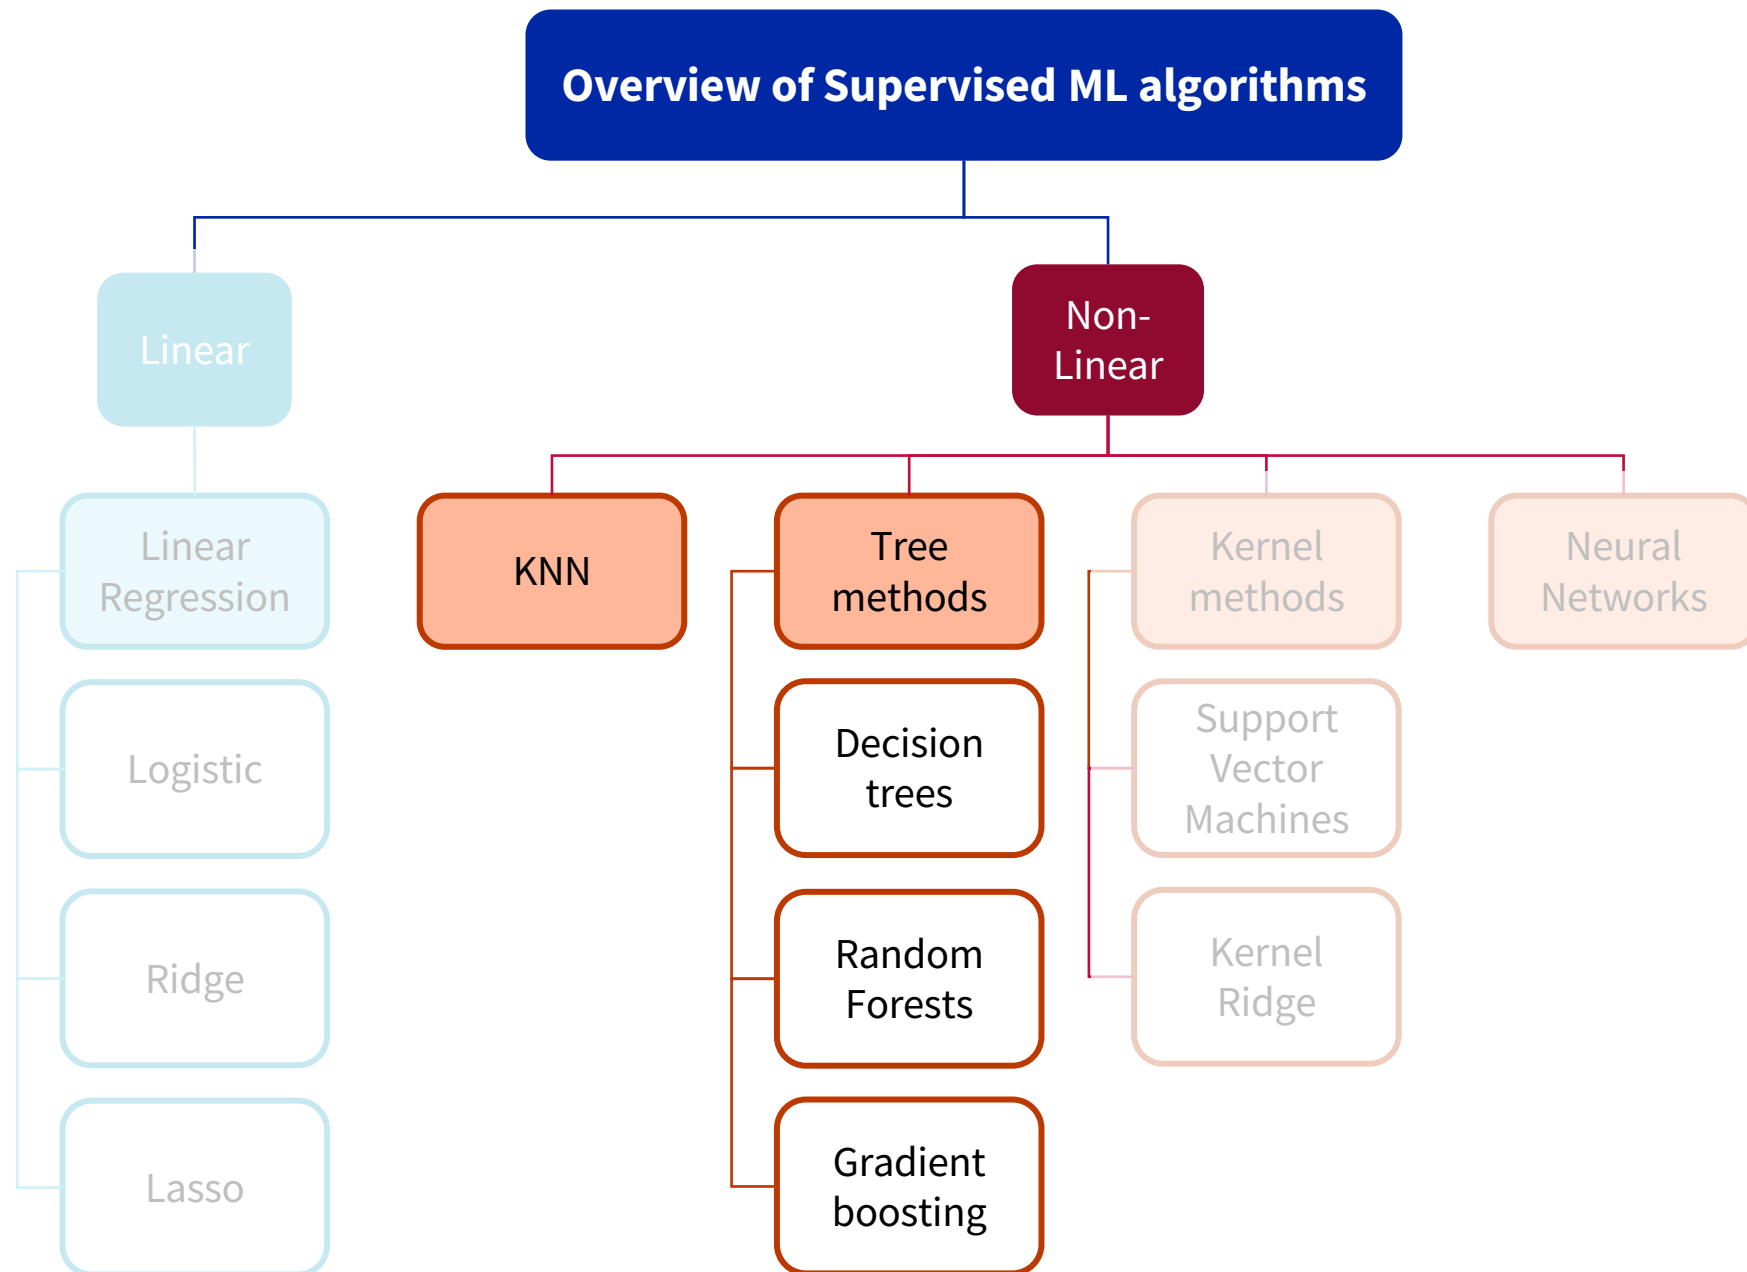 Overview of Supervised ML algorithms
Linear
Non-
Linear
Linear
Regression
KNN
Tree
methods
Kernel
methods
Neural
Networks
Logistic
Decision
trees
Support
Vector
Machines
Ridge
Random
Forests
Kernel
Ridge
Lasso
Gradient
boosting